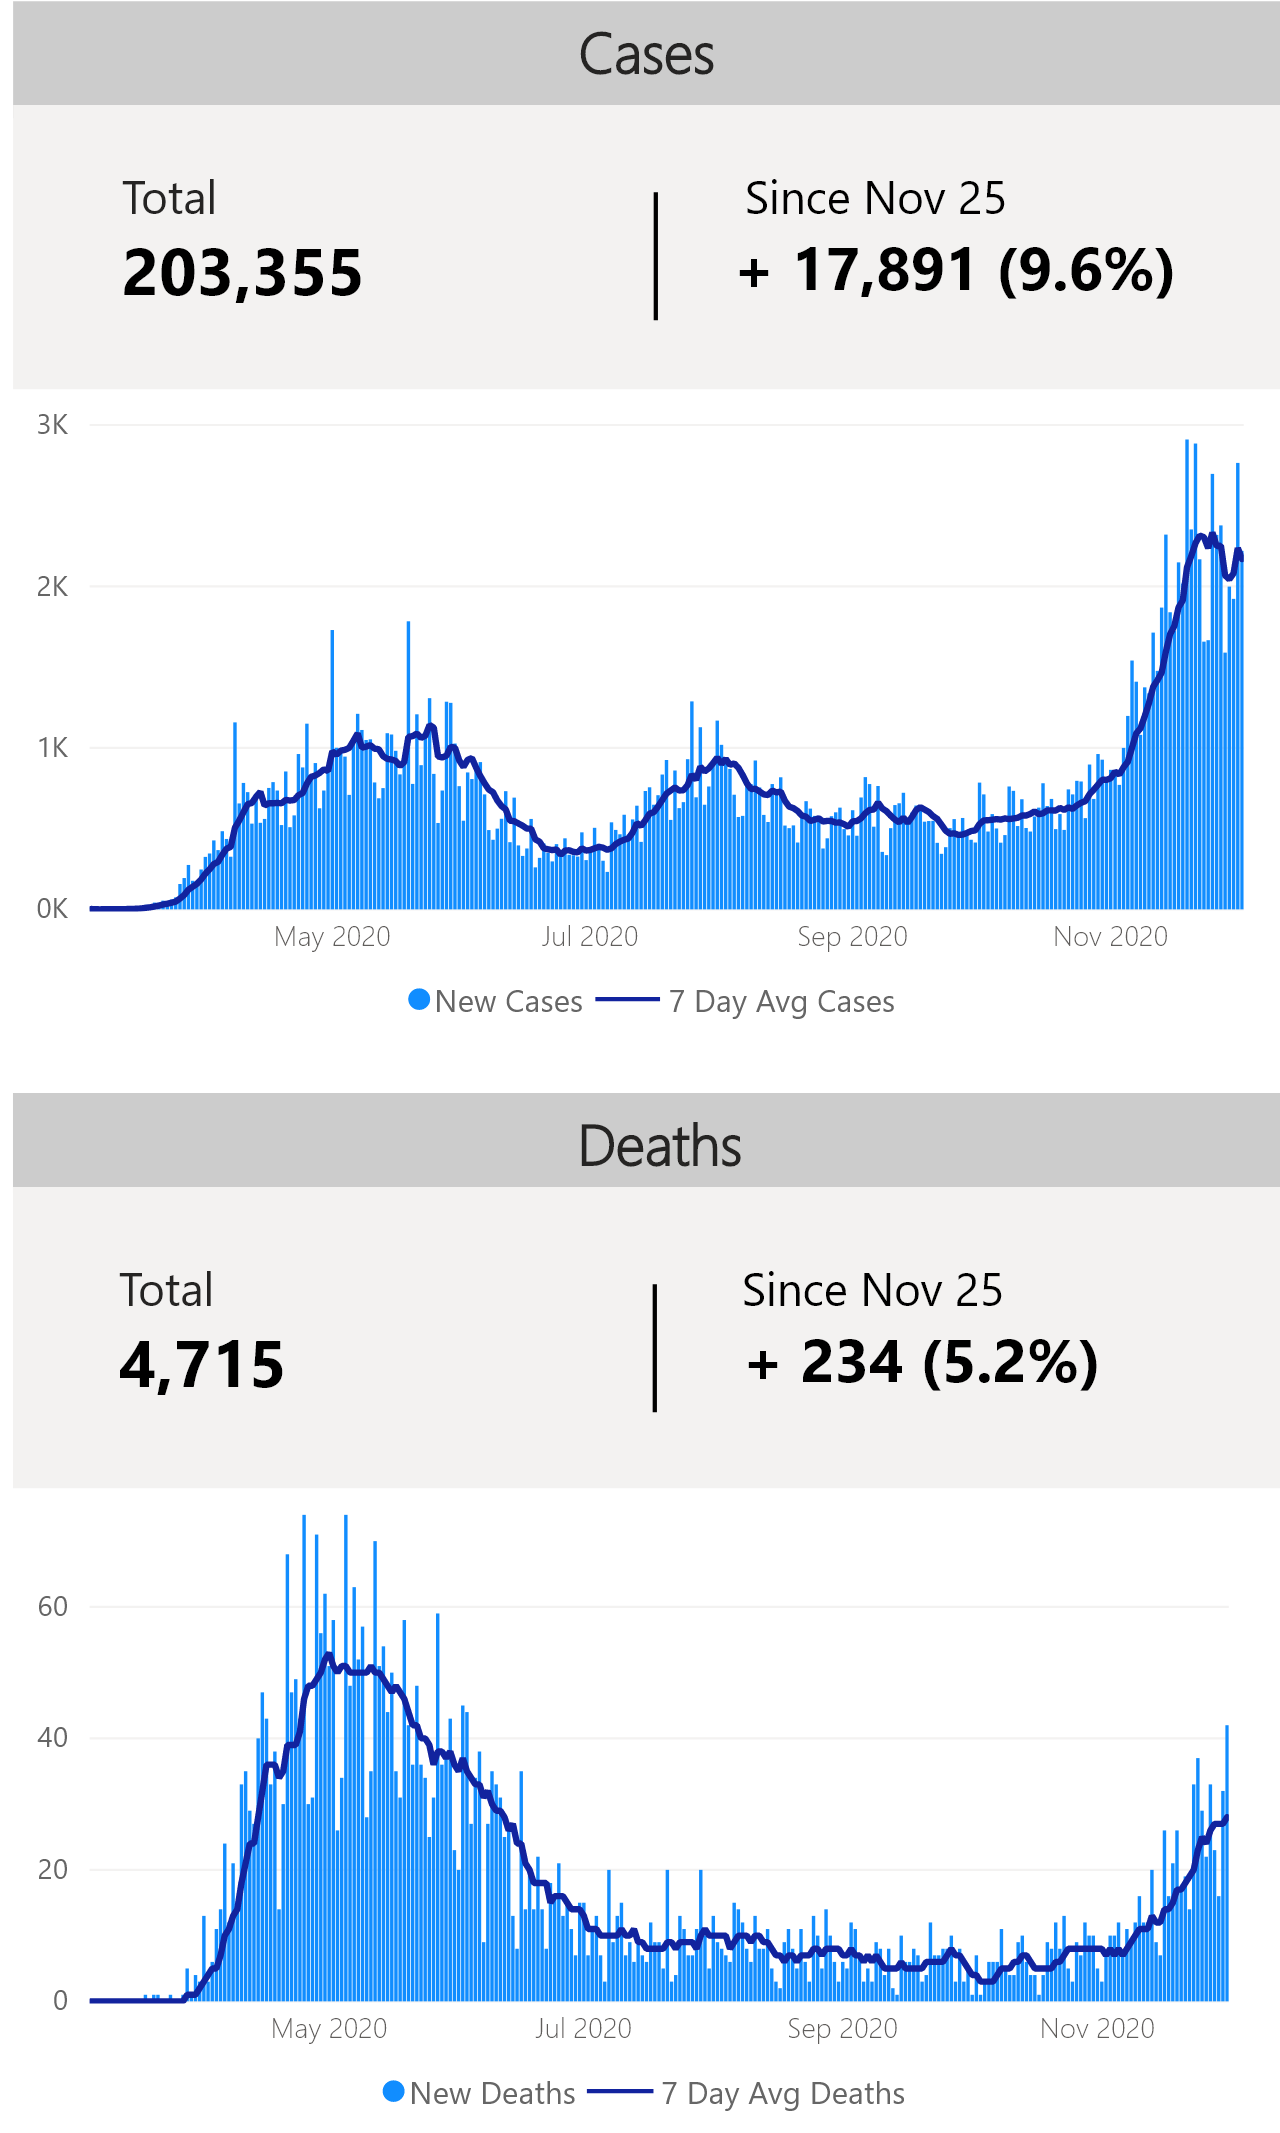 Cases
Total
Since Nov 25
203,355
+ 17,891 (9.6%)
3K
2K
1K
0K
May 2020
Jul 2020
Sep 2020
Nov 2020
New Cases
7 Day Avg Cases
Deaths
Total
Since Nov 25
4,715
+ 234 (5.2%)
60
40
20
0
May 2020
Jul 2020
Sep 2020
Nov 2020
New Deaths
7 Day Avg Deaths